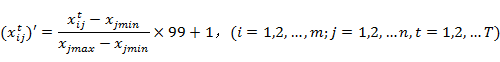 (x_{ij}^{t})' = \frac{x_{ij}^{t} - x_{jmin}}{x_{jmax} - x_{jmin}} × 99 + 1， (i = 1,2, …, m; j = 1,2, … n, t = 1,2, … T)